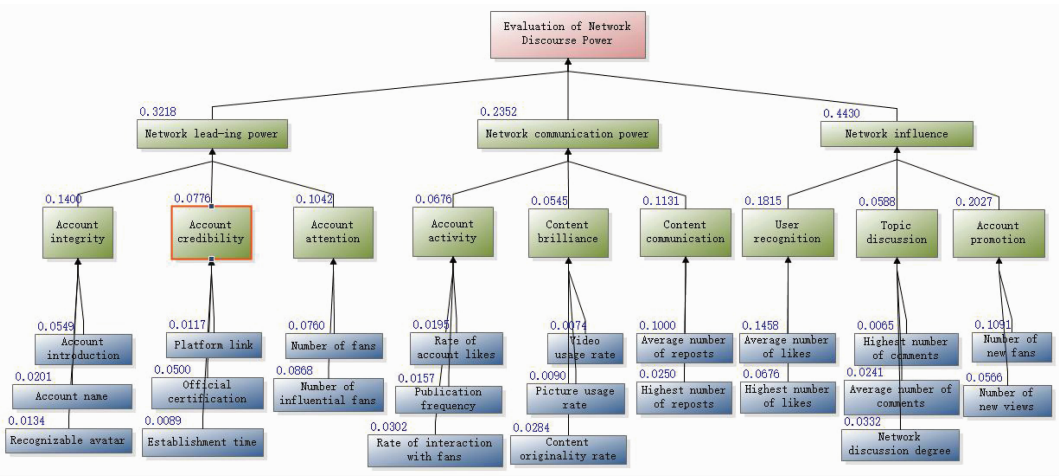 Evaluation of Network
Discourse Power
0.3218
Network lead-ing power
0.2352
Network communication power
0.4430
Network influence
0.1400
Account
integrity
0.0776
Account
credibility
0.1042
Account
attention
0.0676
Account
activity
0.0545
Content
brilliance
0.1131
Content
communication
0.1815
User
recognition
0.0588
Topic
discussion
0.2027
Account
promotion
0.0549
Account
introduction
0.0117
Platform link
0.0760
Number of fans
0.0195
Rate of
account likes
0.0074
Video
usage rate
0.1000
Average number
of reposts
0.1458
Average number
of likes
0.0065
Highest number
of comments
0.1091
Number of
new fans
0.0201
Account name
0.0500
Official
certification
0.0868
Number of
influential fans
0.0157
Publication
frequency
0.0090
Picture usage
rate
0.0250
Highest number
of reposts
0.0676
Highest number
of likes
0.0241
Average number of
comments
0.0566
Number of
new views
0.0134
Recognizable avatar
0.0089
Establishment time
0.0302
Rate of interaction
with fans
0.0284
Content
originality rate
0.0332
Network
discussion degree